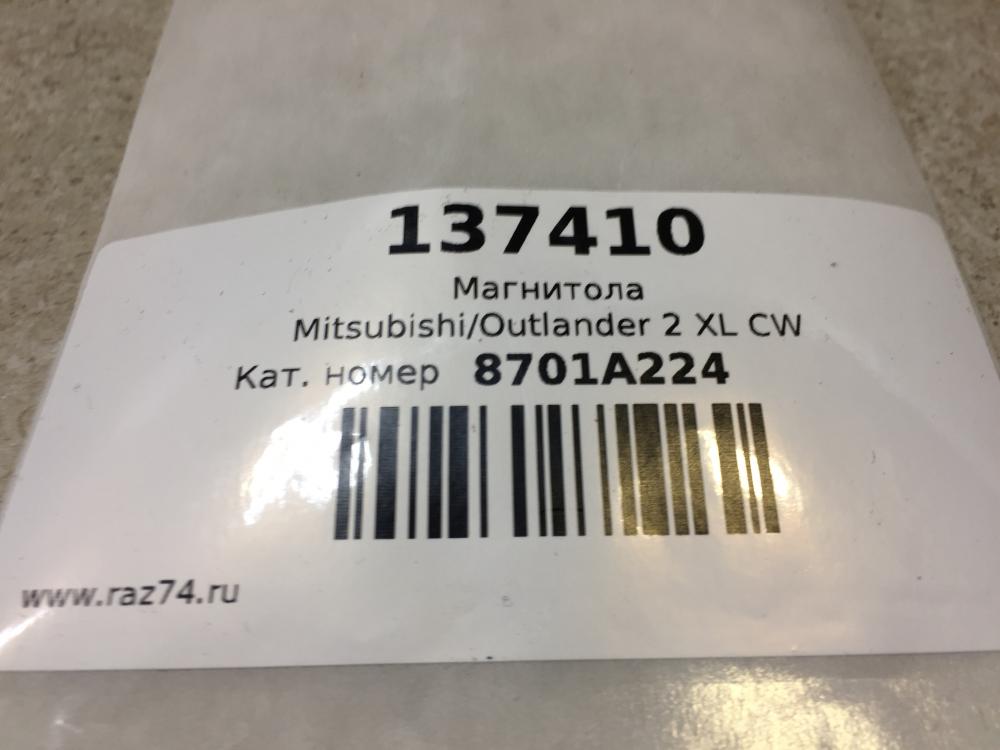 137410
Магнитола
Mitsubishi/Outlander 2 XL CW
Кат. номер 8701A224
www.raz74.ru